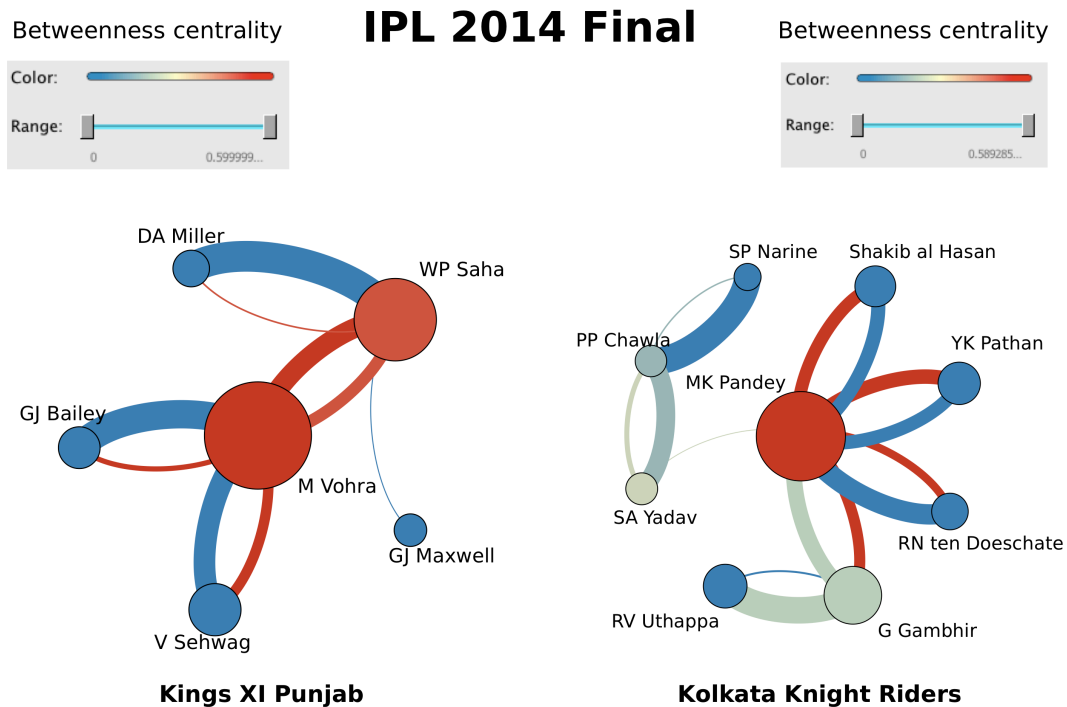 IPL 2014 Final
Betweenness centrality
Color:
Range:
0 0.599999...
Betweenness centrality
Color:
Range:
0 0.589285...
DA Miller
WP Saha
GJ Bailey
M Vohra
GJ Maxwell
V Sehwag
Kings XI Punjab
SP Narine
Shakib al Hasan
PP Chawla
YK Pathan
MK Pandey
SA Yadav
RN ten Doeschate
RV Uthappa
G Gambhir
Kolkata Knight Riders